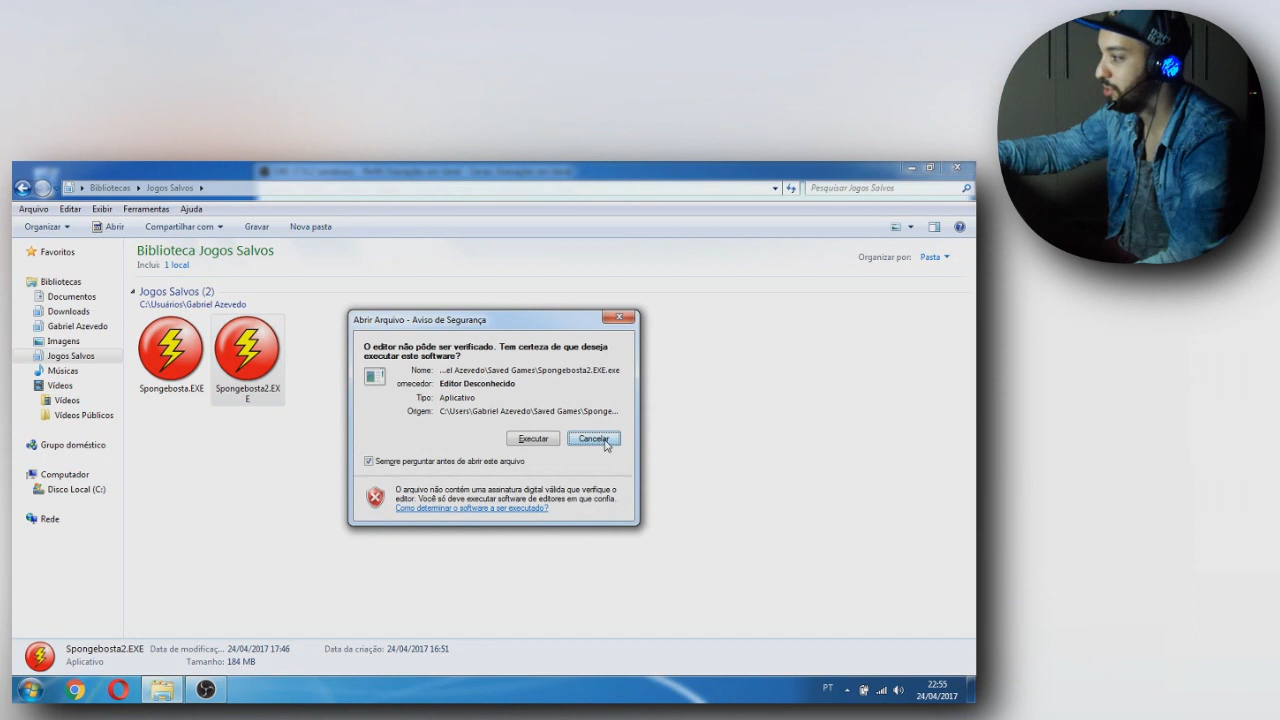 Bibliotecas
Jogos Salvos
Pesquisar Jogos Salvos
Arquivo Editar Exibir Ferramentas Ajuda
Organizar Abrir Compartilhar com Gravar Nova pasta
Favoritos
Bibliotecas
Documentos
Downloads
Gabriel Azevedo
Imagens
Jogos Salvos
Músicas
Vídeos
Vídeos
Vídeos Públicos
Grupo doméstico
Computador
Disco Local (C:)
Rede
Biblioteca Jogos Salvos
Inclui: 1 local
Organizar por: Pasta
Jogos Salvos (2)
C:\Usuários\Gabriel Azevedo
Spongebosta.EXE
Spongebosta2.EX
E
Abrir Arquivo - Aviso de Segurança
O editor não pôde ser verificado. Tem certeza de que deseja
executar este software?
Nome: ...el Azevedo\Saved Games\Spongebosta2.EXE.exe
omecedor: Editor Desconhecido
Tipo: Aplicativo
Origem: C:\Users\Gabriel Azevedo\Saved Games\Sponge...
Executar Cancelar
Sempre perguntar antes de abrir este arquivo
O arquivo não contém uma assinatura digital válida que verifique o
editor. Você só deve executar software de editores em que confia.
Como determinar o software a ser executado?
Spongebosta2.EXE Data de modificaç... 24/04/2017 17:46 Data da criação: 24/04/2017 16:51
Aplicativo Tamanho: 184 MB
PT
22:55
24/04/2017